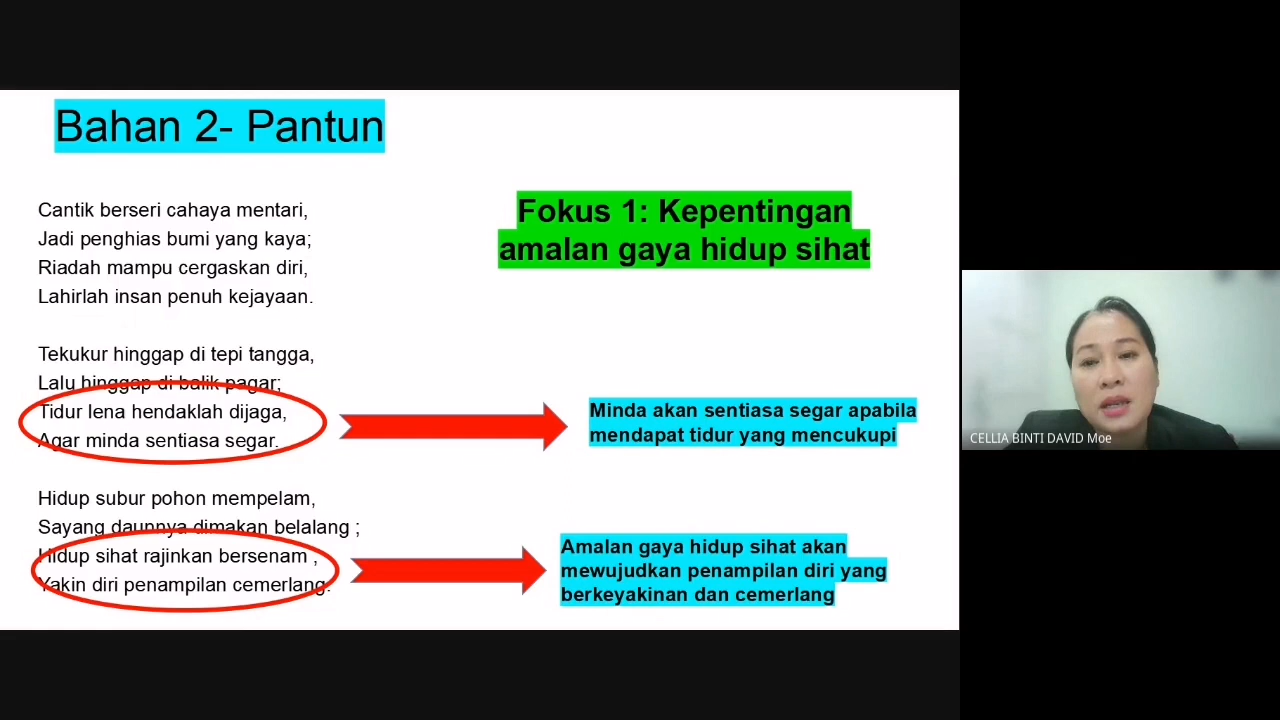 Bahan 2- Pantun
Cantik berseri cahaya mentari,
Jadi penghias bumi yang kaya;
Riadah mampu cergaskan diri,
Lahirlah insan penuh kejayaan.
Tekukur hinggap di tepi tangga,
Lalu hinggap di balik pagar;
Tidur lena hendaklah dijaga,
Agar minda sentiasa segar.
Hidup subur pohon mempelam,
Sayang daunnya dimakan belalang ;
Hidup sihat rajinkan bersenam ,
Yakin diri penampilan cemerlang.
Fokus 1: Kepentingan
amalan gaya hidup sihat
Minda akan sentiasa segar apabila
mendapat tidur yang mencukupi
Amalan gaya hidup sihat akan
mewujudkan penampilan diri yang
berkeyakinan dan cemerlang
CELLIA BINTI DAVID Moe